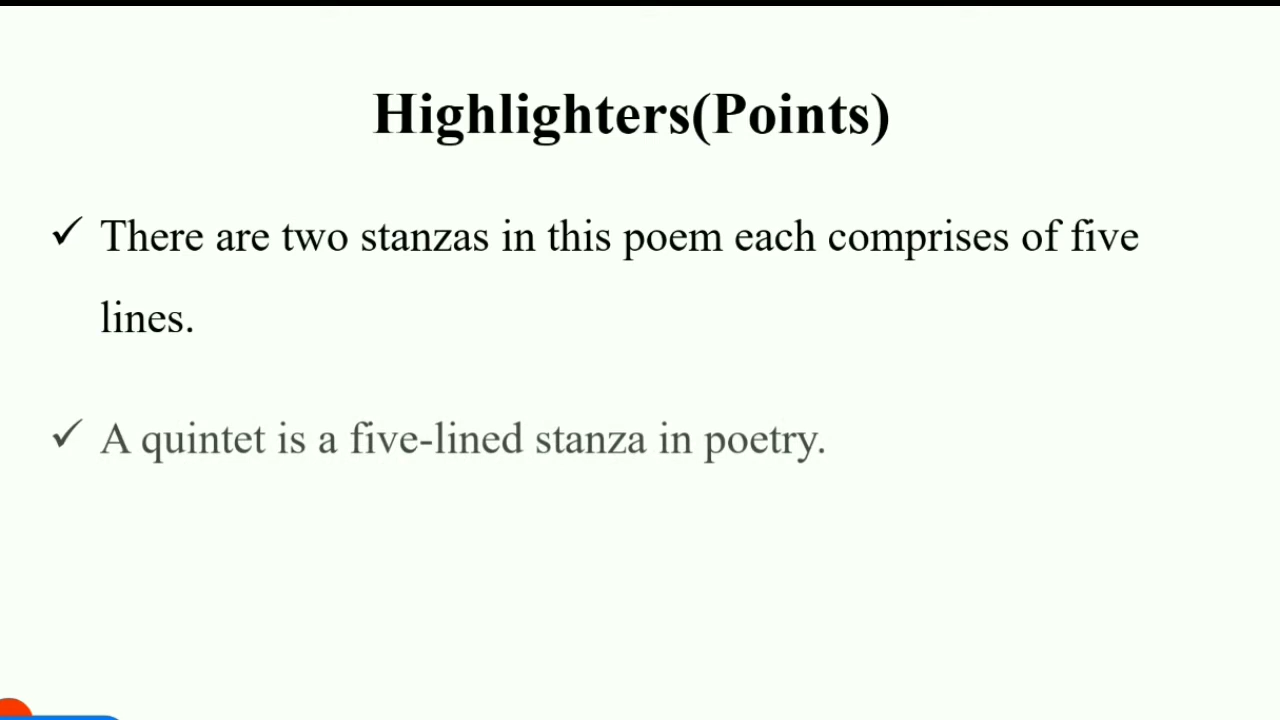 Highlighters(Points)
✓ There are two stanzas in this poem each comprises of five
lines.
✓ A quintet is a five-lined stanza in poetry.